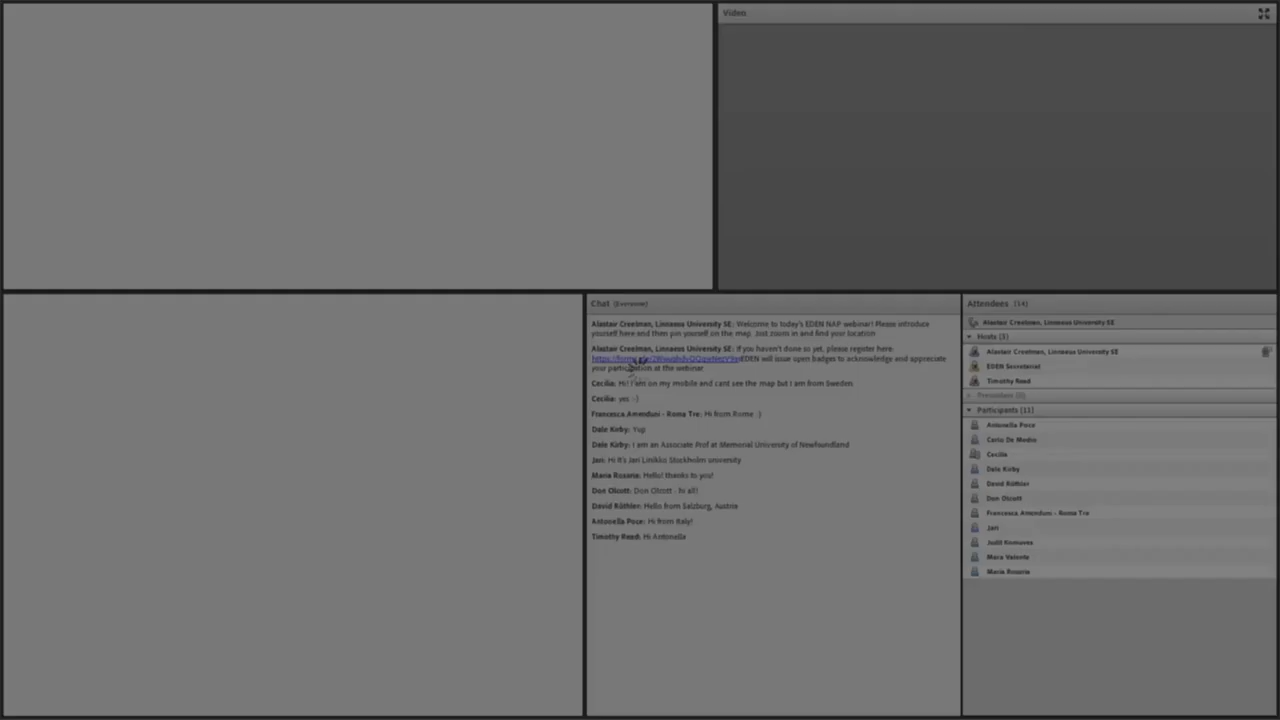 Video
Chat (Everyone)
Alastair Creelman, Linnaeus University SE: Welcome to today's EDEN NAP webinar! Please introduce
yourself here and then pin yourself on the map. Just zoom in and find your location
Alastair Creelman, Linnaeus University SE: If you haven't done so yet, please register here:
EDEN will issue open badges to acknowledge and appreciate
your participation at the webinar
Cecilia: Hi! I am on my mobile and cant see the map but I am from Sweden.
Cecilia: yes :-)
Francesca Amenduni - Roma Tre: Hi from Rome :)
Dale Kirby: Yup
Dale Kirby: I am an Associate Prof at Memorial University of Newfoundland
Jari: Hi it's Jari Linikko Stockholm university
Maria Rosaria: Hello! thanks to you!
Don Olcott: Don Olcott - hi all!
David Röthler: Hello from Salzburg, Austria
Antonella Poce: Hi from Italy!
Timothy Read: Hi Antonella
Attendees (14)
Alastair Creelman, Linnaeus University SE
Hosts (3)
Alastair Creelman, Linnaeus University SE
EDEN Secretariat
Timothy Read
Presenters (0)
Participants (11)
Antonella Poce
Carlo De Medio
Cecilia
Dale Kirby
David Röthler
Don Olcott
Francesca Amenduni - Roma Tre
Jari
Judit Komuves
Mara Valente
Maria Rosaria